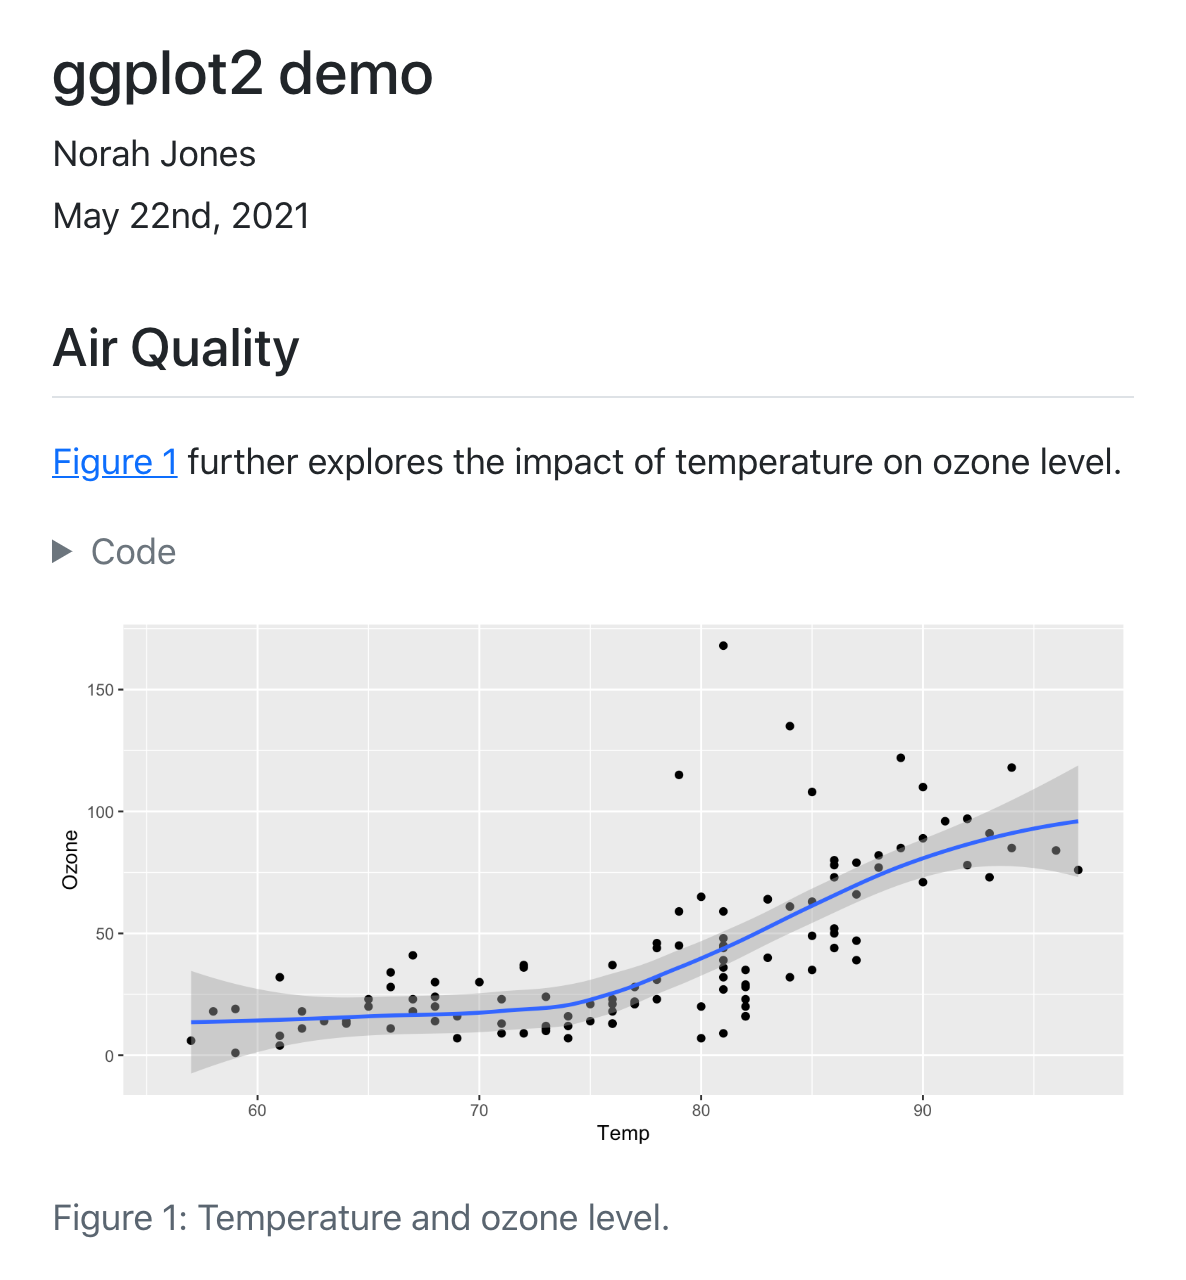 ggplot2 demo
Norah Jones
May 22nd, 2021
Air Quality
Figure 1 further explores the impact of temperature on ozone level.
Code
150
100
50
0
Ozone
60 70 80 90
Temp
Figure 1: Temperature and ozone level.